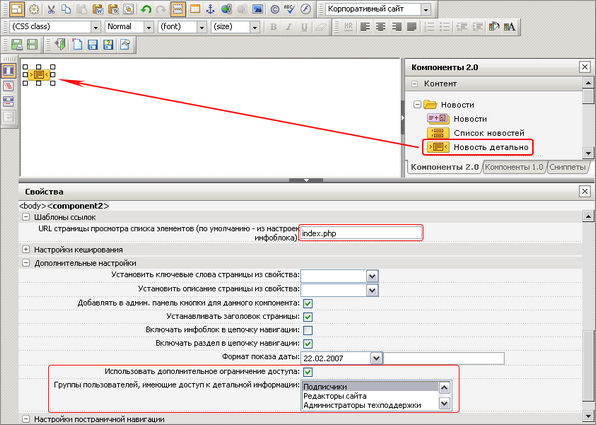 Корпоративный сайт
(CSS class) Normal (font) (size) B I U
Компоненты 2.0
Контент
Новости
Новости
Список новостей
Новость детально
Компоненты 2.0 Компоненты 1.0 Сниппеты
Свойства
<body><component2>
Шаблоны ссылок
URL страницы просмотра списка элементов (по умолчанию - из настроек
инфоблока): index.php
Настройки кеширования
Дополнительные настройки
Установить ключевые слова страницы из свойства:
Установить описание страницы из свойства:
Добавлять в админ. панель кнопки для данного компонента:
Устанавливать заголовок страницы:
Включать инфоблок в цепочку навигации:
Включать раздел в цепочку навигации:
Формат показа даты: 22.02.2007
Использовать дополнительное ограничение доступа:
Группы пользователей, имеющие доступ к детальной информации: Подписчики
Редакторы сайта
Администраторы техподдержки
Настройки постраничной навигации